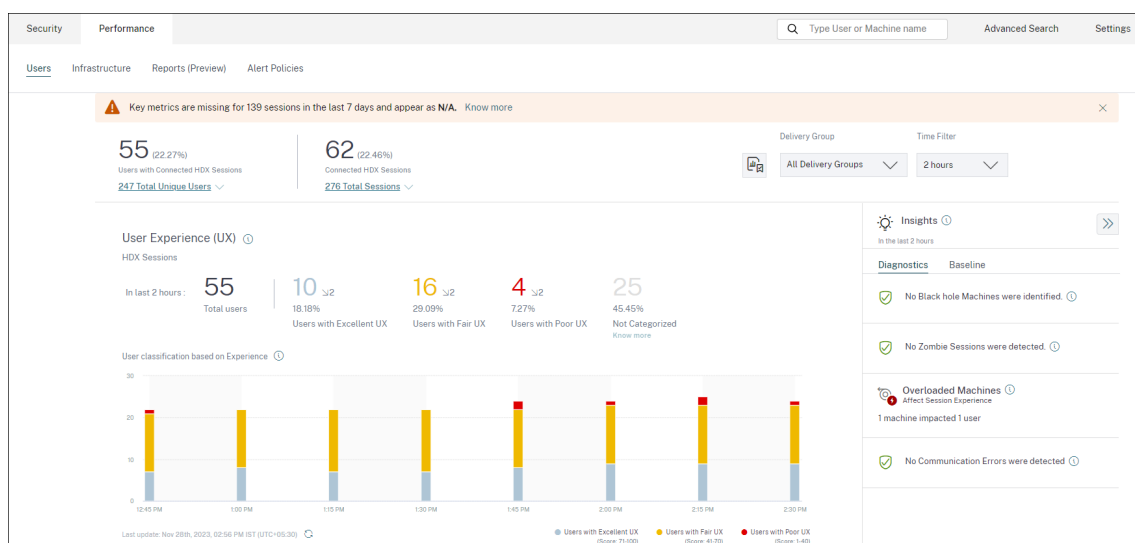 Security Performance Type User or Machine name Advanced Search Settings
Users Infrastructure Reports (Preview) Alert Policies
Key metrics are missing for 139 sessions in the last 7 days and appear as N/A. Know more
55 (22.27%)
Users with Connected HDX Sessions
247 Total Unique Users
62 (22.46%)
Connected HDX Sessions
276 Total Sessions
Delivery Group
All Delivery Groups
Time Filter
2 hours
User Experience (UX)
HDX Sessions
In last 2 hours :
55
Total users
10 2
18.18%
Users with Excellent UX
16 2
29.09%
Users with Fair UX
4 2
7.27%
Users with Poor UX
25
45.45%
Not Categorized
Know more
User classification based on Experience
30
20
10
0
12:45 PM 1:00 PM 1:15 PM 1:30 PM 1:45 PM 2:00 PM 2:15 PM 2:30 PM
Last update: Nov 28th, 2023, 02:56 PM IST (UTC+05:30)
Users with Excellent UX
(Score: 71-100)
Users with Fair UX
(Score: 41-70)
Users with Poor UX
(Score: 1-40)
Insights
In the last 2 hours
Diagnostics Baseline
No Black hole Machines were identified.
No Zombie Sessions were detected.
Overloaded Machines
Affect Session Experience
1 machine impacted 1 user
No Communication Errors were detected